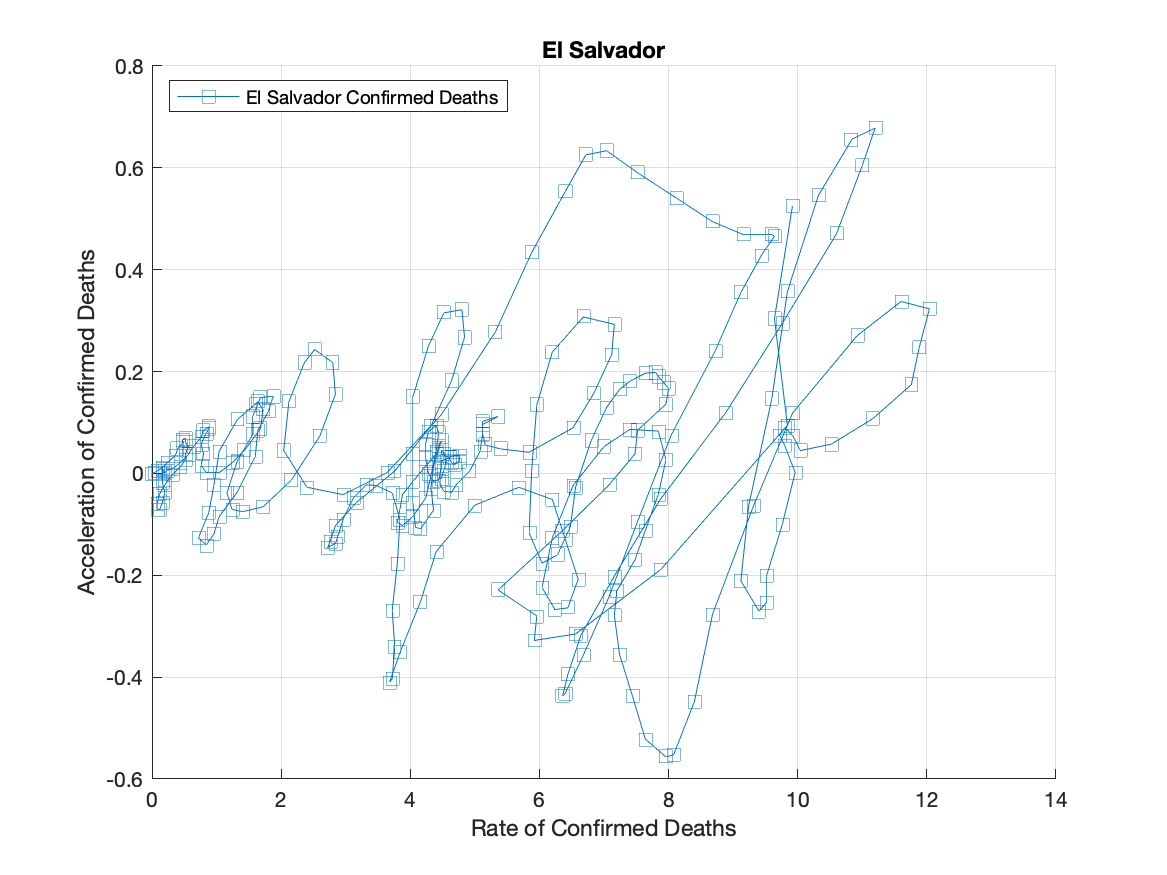 El Salvador
El Salvador Confirmed Deaths
Acceleration of Confirmed Deaths
0.8
0.6
0.4
0.2
0
-0.2
-0.4
-0.6
0 2 4 6 8 10 12 14
Rate of Confirmed Deaths